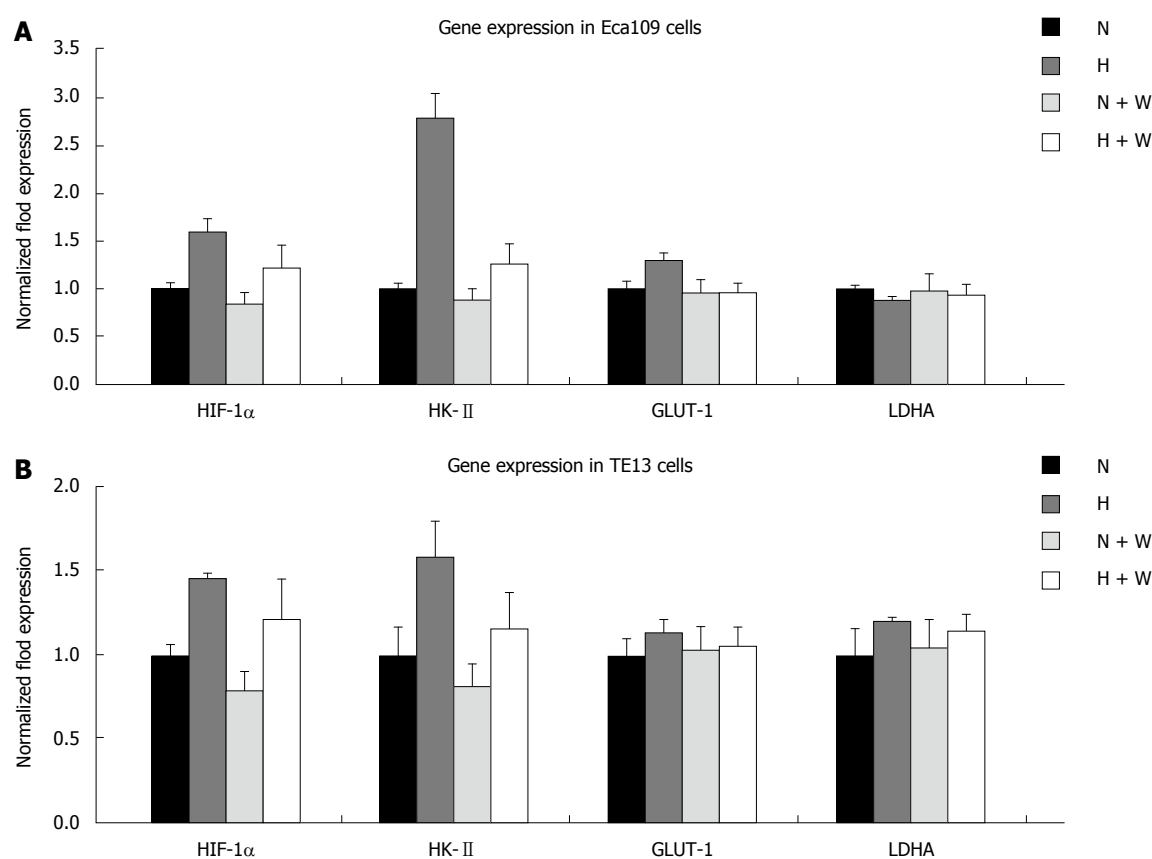 A
Gene expression in Eca109 cells
Normalized flod expression
3.5
3.0
2.5
2.0
1.5
1.0
0.5
0.0
HIF-1α HK-Ⅱ GLUT-1 LDHA
N
H
N + W
H + W
B
Gene expression in TE13 cells
Normalized flod expression
2.0
1.5
1.0
0.5
0.0
HIF-1α HK-Ⅱ GLUT-1 LDHA
N
H
N + W
H + W